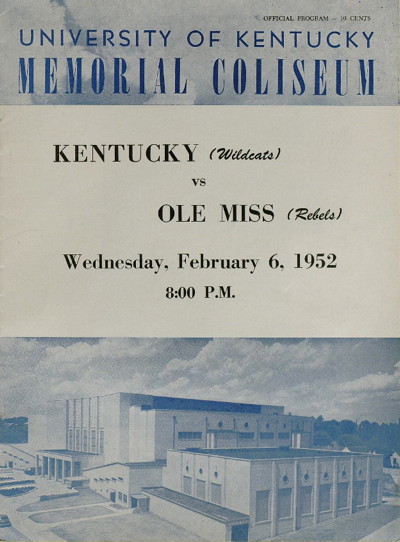 OFFICIAL PROGRAM — 10 CENTS
UNIVERSITY OF KENTUCKY
MEMORIAL COLISEUM
KENTUCKY (Wildcats)
vs
OLE MISS (Rebels)
Wednesday, February 6, 1952
8:00 P.M.